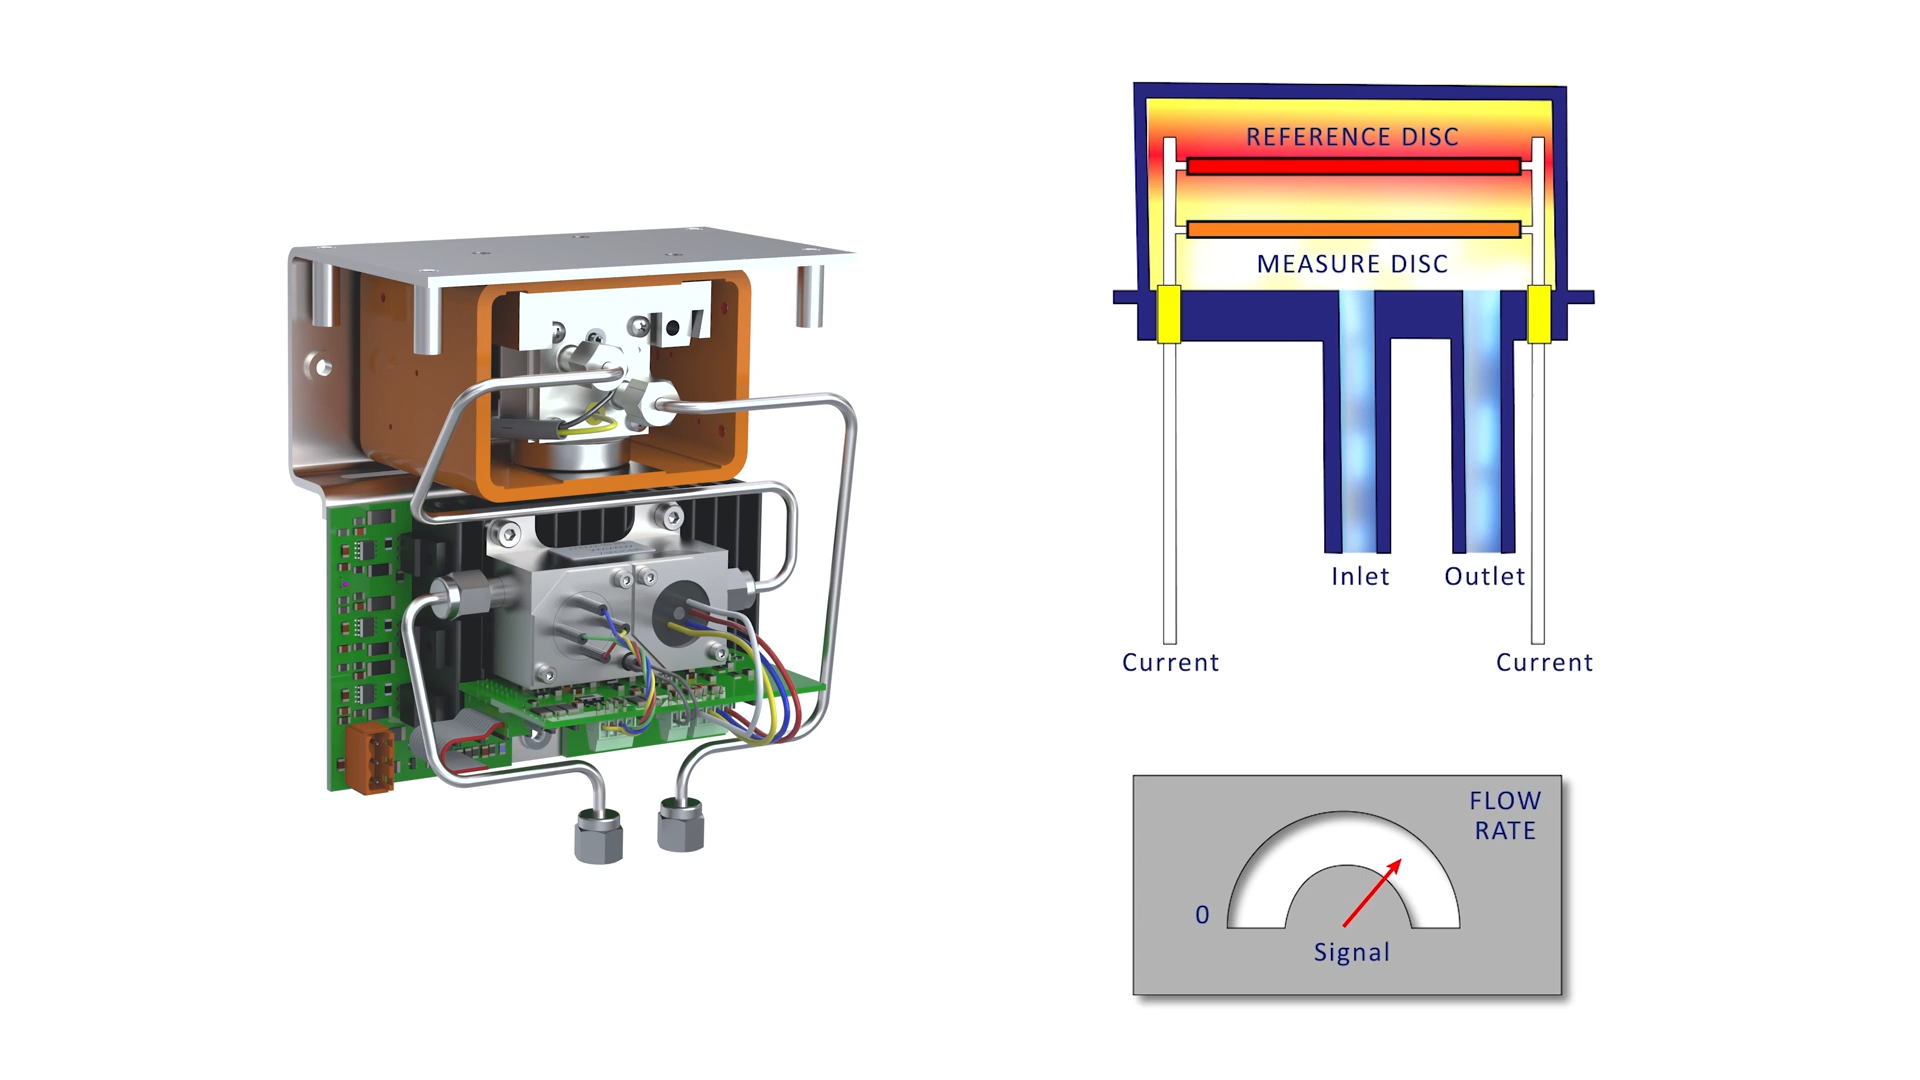 REFERENCE DISC
MEASURE DISC
Inlet
Outlet
Current
Current
FLOW
RATE
0
Signal